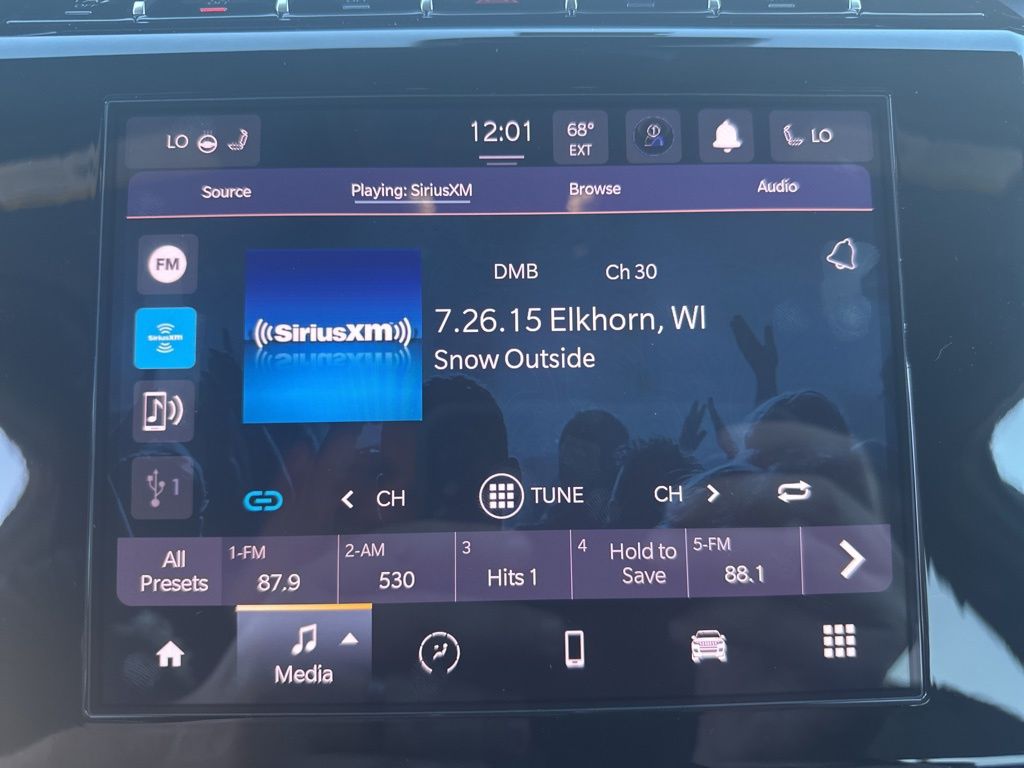 LO
12:01
68°
EXT
LO
Source
Playing: SiriusXM
Browse
Audio
FM
SiriusXM
1
((SiriusXM))
DMB
Ch 30
7.26.15 Elkhorn, WI
Snow Outside
CH
TUNE
CH
All
Presets
1-FM
87.9
2-AM
530
3
Hits 1
4
Hold to
Save
5-FM
88.1
Media